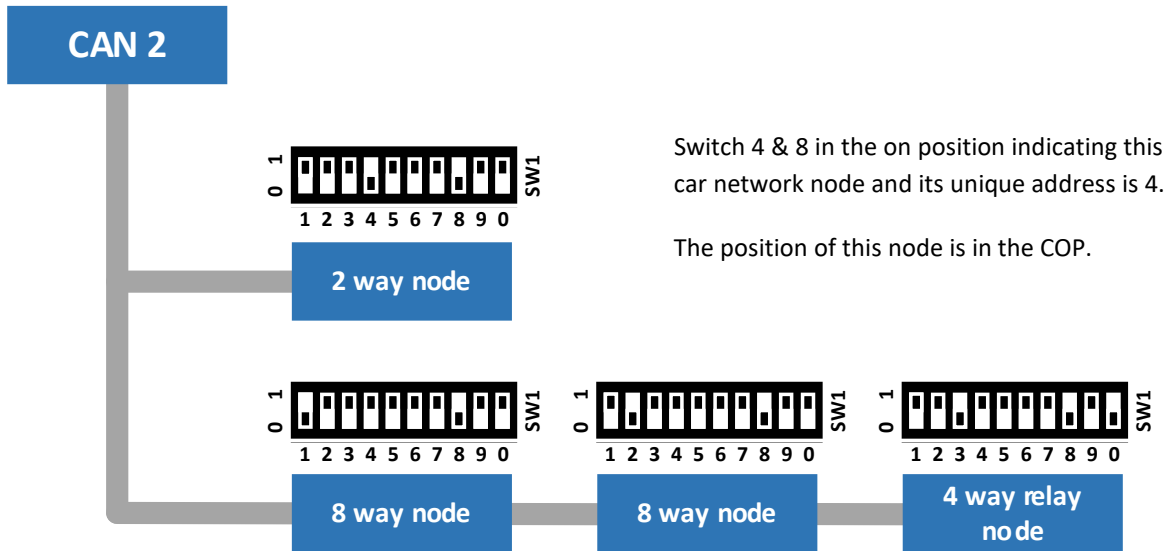 CAN 2
Switch 4 & 8 in the on position indicating this
car network node and its unique address is 4.
The position of this node is in the COP.
0 1
SW1
1 2 3 4 5 6 7 8 9 0
2 way node
0 1
SW1
1 2 3 4 5 6 7 8 9 0
8 way node
0 1
SW1
1 2 3 4 5 6 7 8 9 0
8 way node
0 1
SW1
1 2 3 4 5 6 7 8 9 0
4 way relay
node